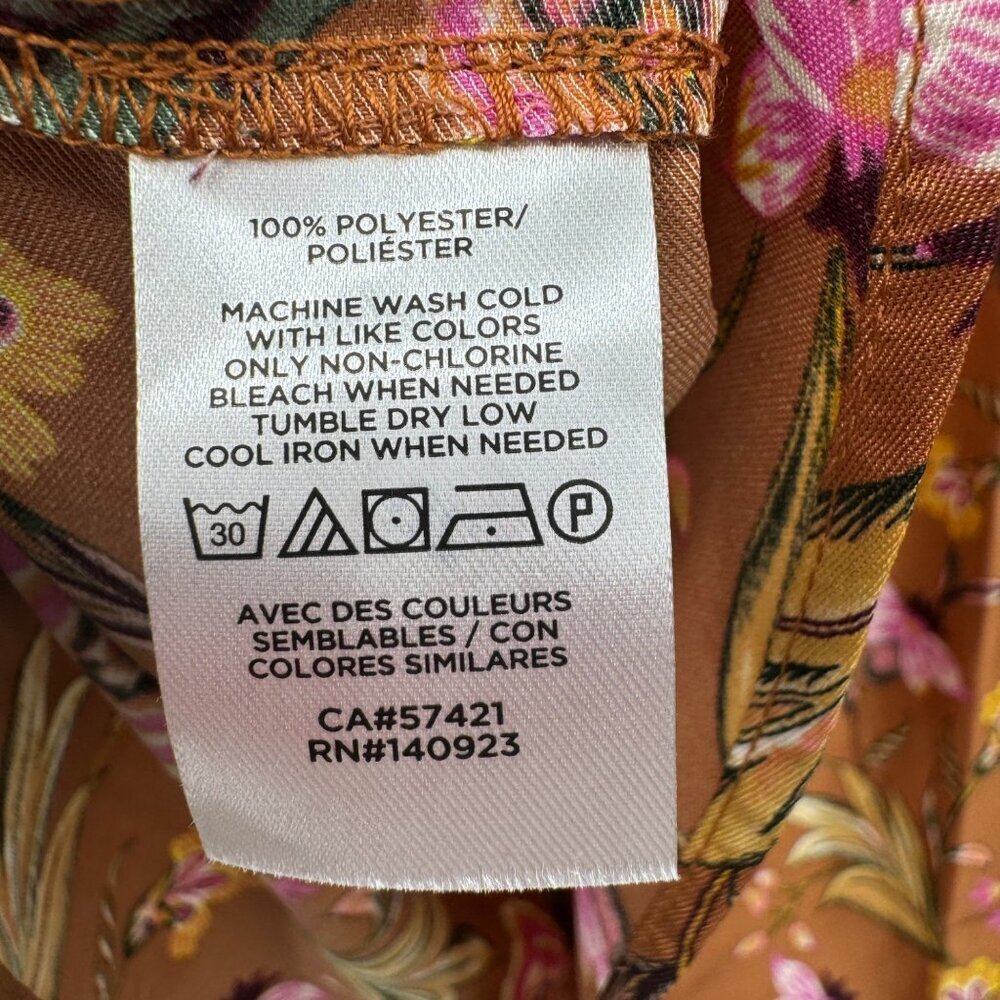 100% POLYESTER/
POLIÉSTER
MACHINE WASH COLD
WITH LIKE COLORS
ONLY NON-CHLORINE
BLEACH WHEN NEEDED
TUMBLE DRY LOW
COOL IRON WHEN NEEDED
30 P
AVEC DES COULEURS
SEMBLABLES / CON
COLORES SIMILARES
CA#57421
RN#140923